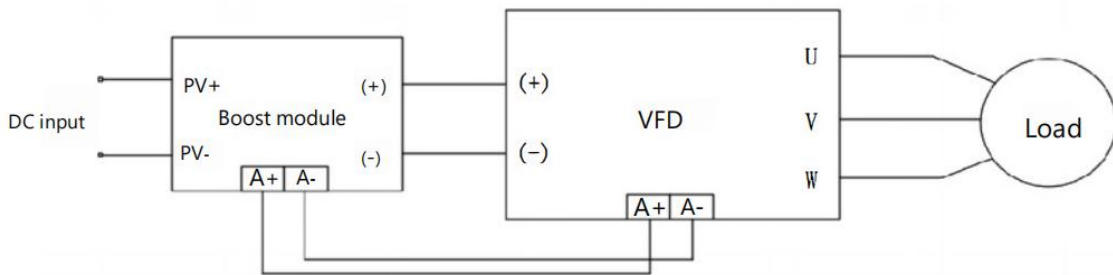 PV+
(+)
(+)
U
DC input
Boost module
VFD
V
Load
PV-
(-)
(-)
W
A+
A-
A+
A-